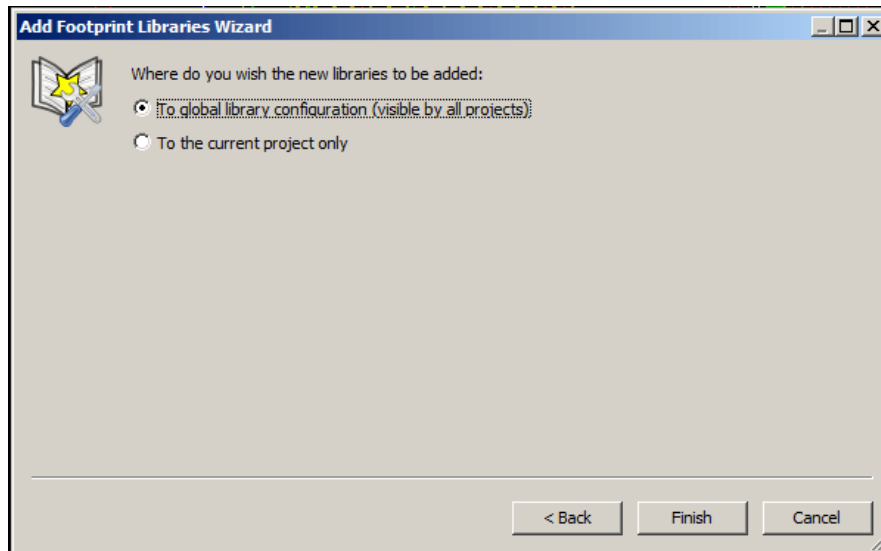 Add Footprint Libraries Wizard
Where do you wish the new libraries to be added:
To global library configuration (visible by all projects)
To the current project only
< Back
Finish
Cancel